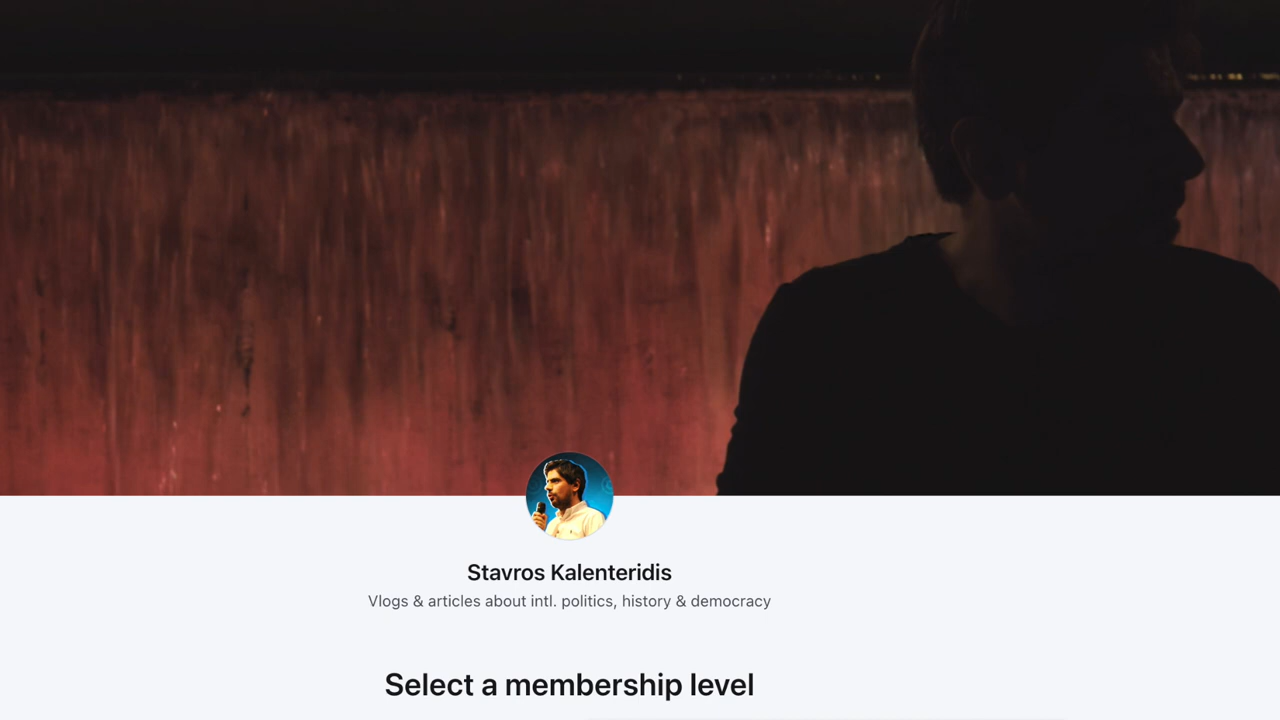 Stavros Kalenteridis
Vlogs & articles about intl. politics, history & democracy
Select a membership level